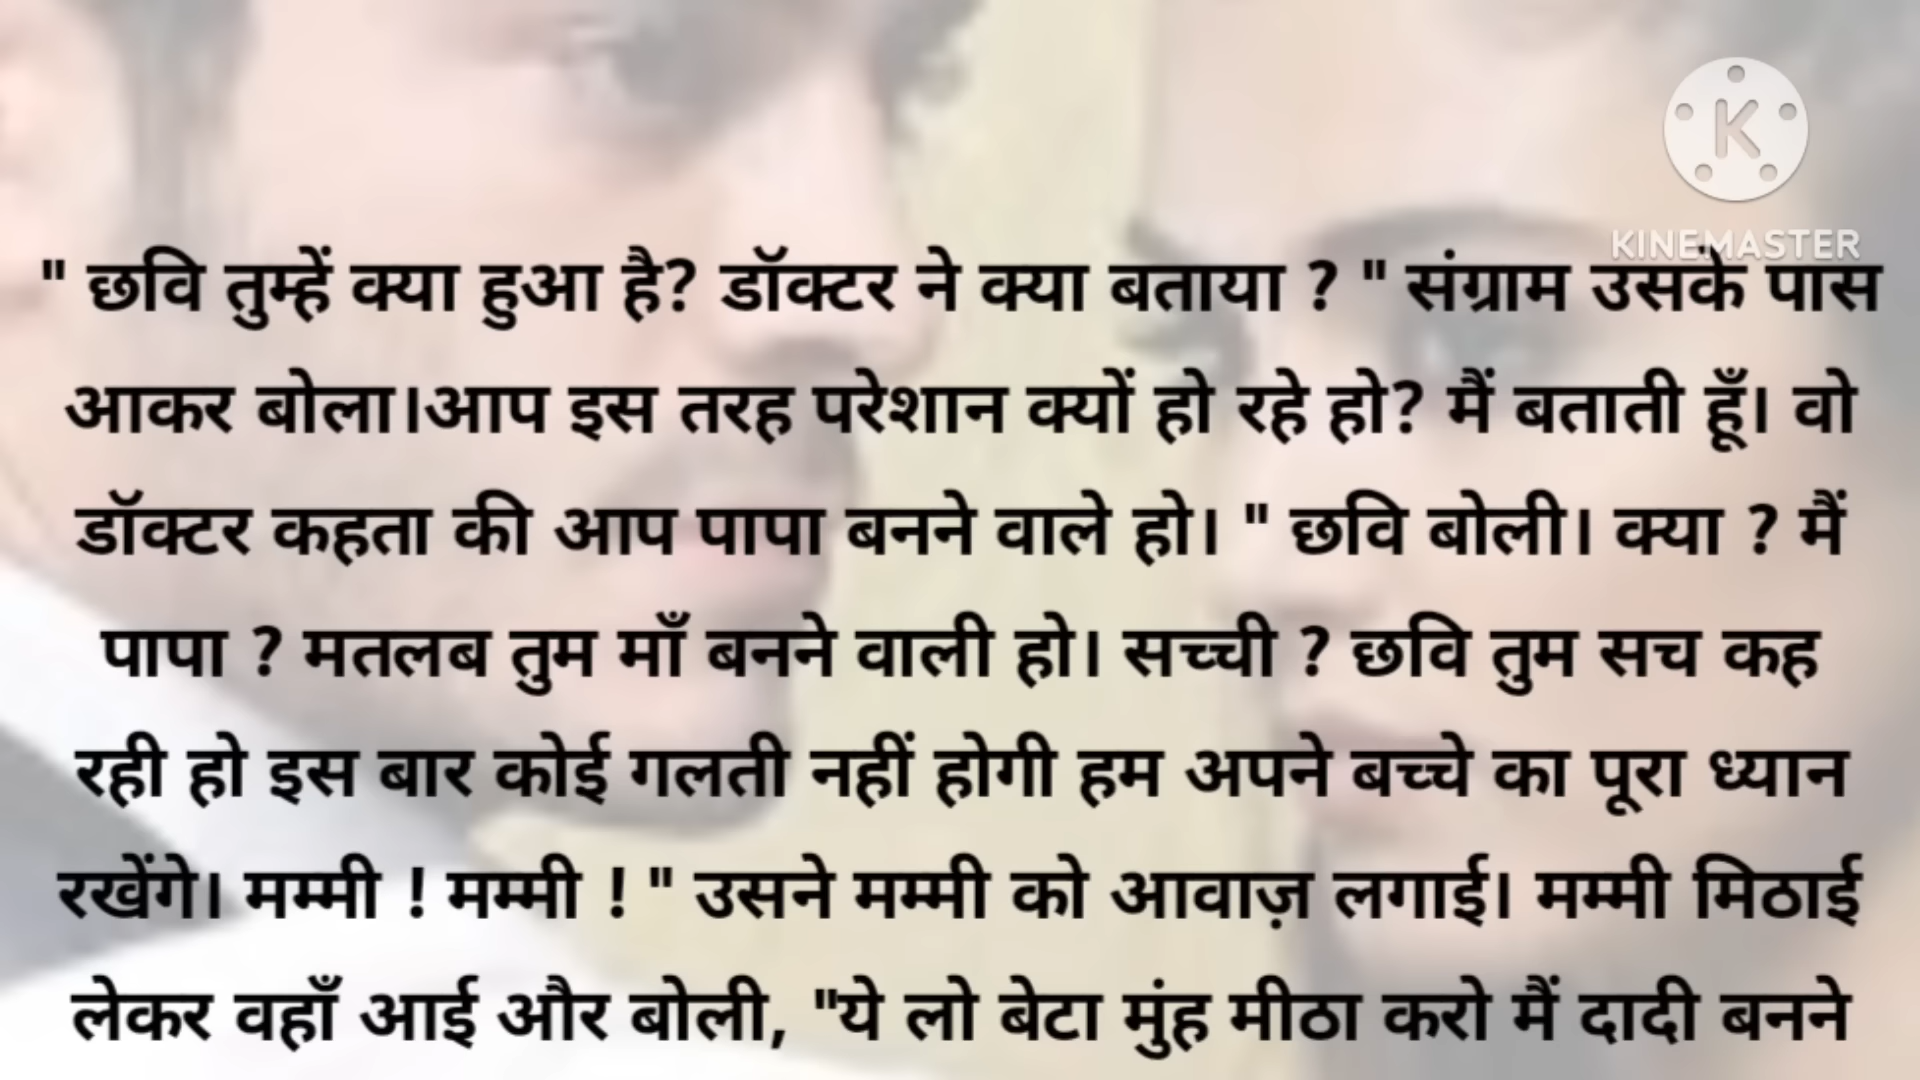 K
KINEMASTER
" छवि तुम्हें क्या हुआ है? डॉक्टर ने क्या बताया ? " संग्राम उसके पास
आकर बोला।आप इस तरह परेशान क्यों हो रहे हो? मैं बताती हूँ। वो
डॉक्टर कहता की आप पापा बनने वाले हो। " छवि बोली। क्या ? मैं
पापा ? मतलब तुम माँ बनने वाली हो। सच्ची ? छवि तुम सच कह
रही हो इस बार कोई गलती नहीं होगी हम अपने बच्चे का पूरा ध्यान
रखेंगे। मम्मी ! मम्मी ! " उसने मम्मी को आवाज़ लगाई। मम्मी मिठाई
लेकर वहाँ आई और बोली, "ये लो बेटा मुंह मीठा करो मैं दादी बनने